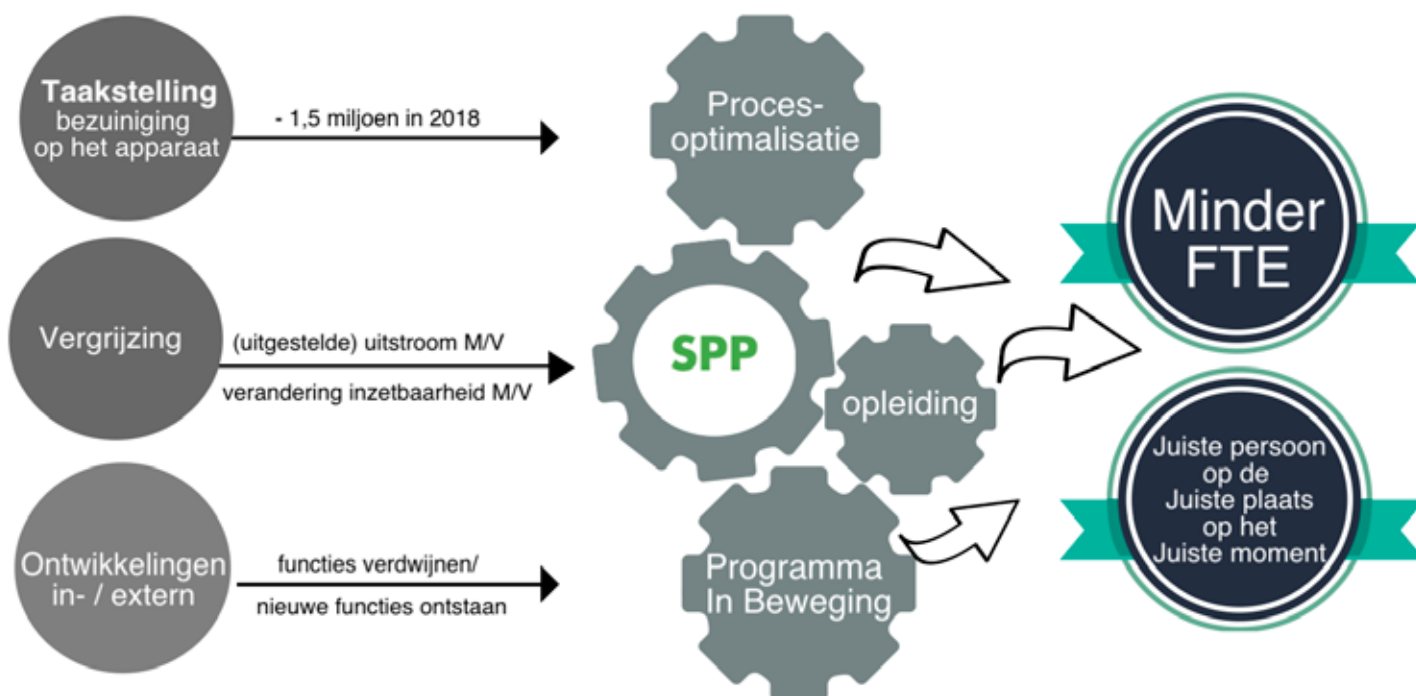 Taakstelling
bezuiniging
op het apparaat
- 1,5 miljoen in 2018
Vergrijzing
(uitgestelde) uitstroom M/V
verandering inzetbaarheid M/V
Ontwikkelingen
in- / extern
functies verdwijnen/
nieuwe functies ontstaan
Proces-
optimalisatie
SPP
opleiding
Programma
In Beweging
Minder
FTE
Juiste persoon
op de
Juiste plaats
op het
Juiste moment